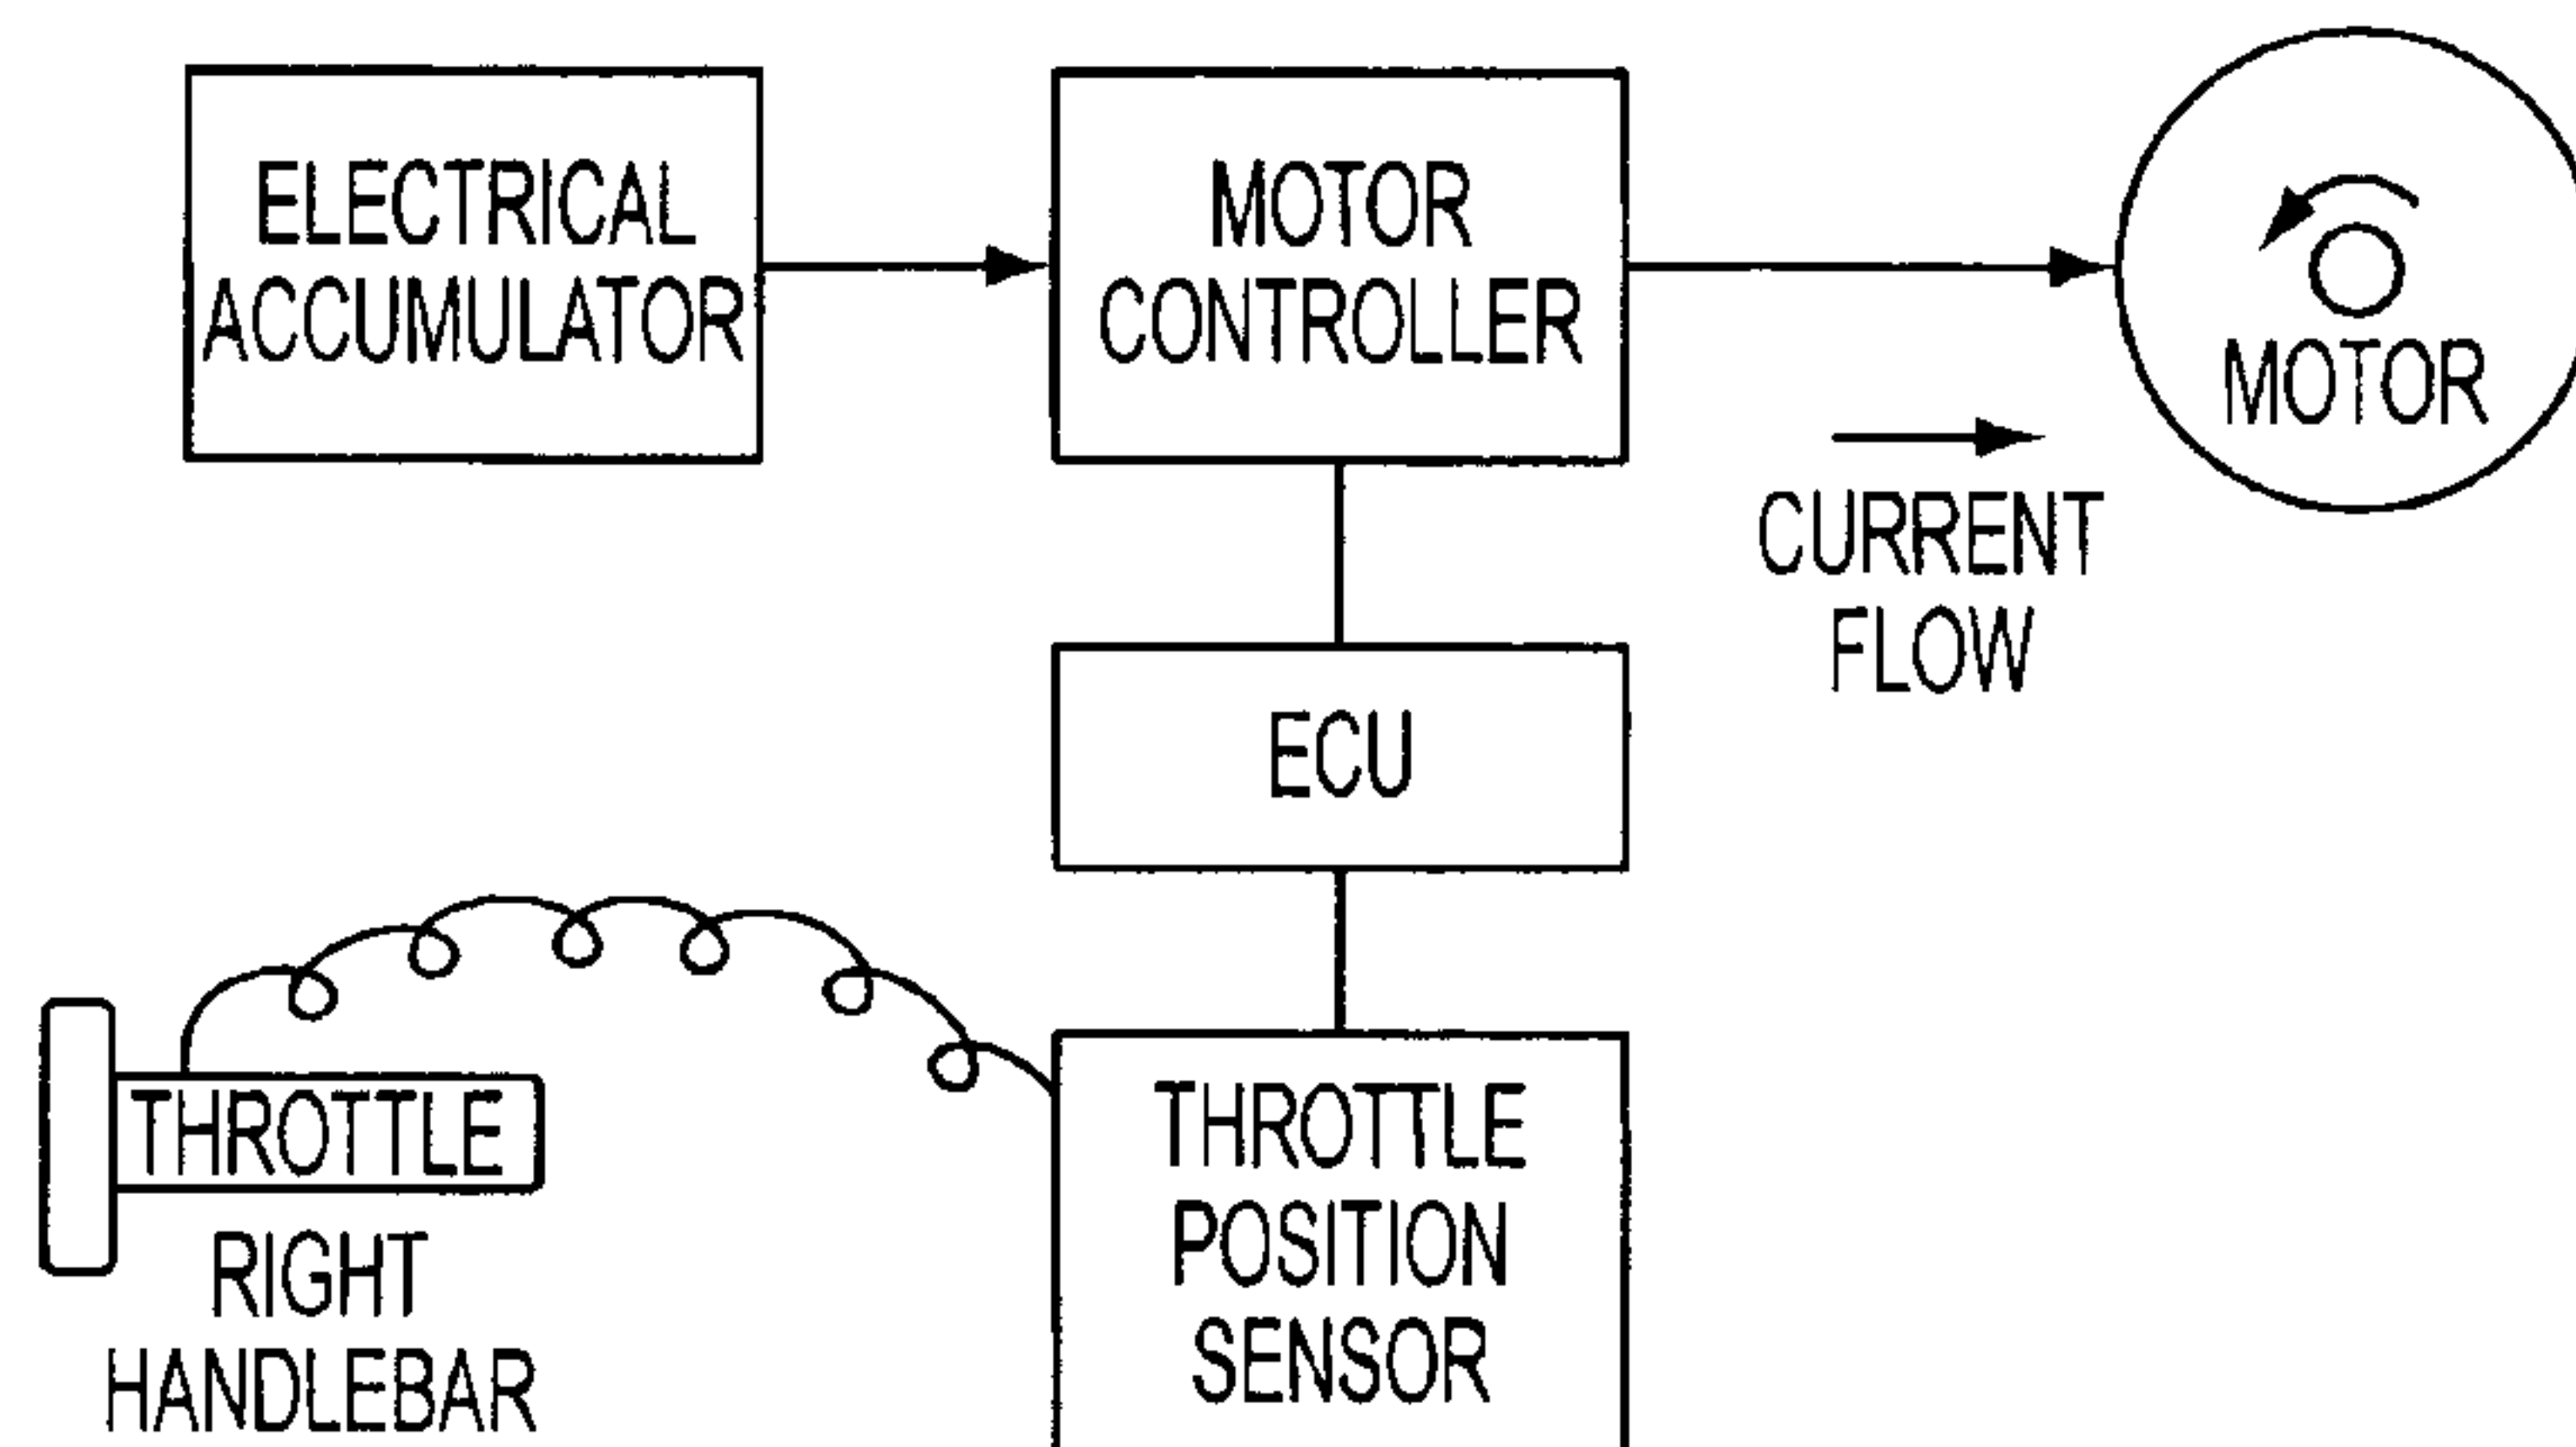 ELECTRICAL
ACCUMULATOR
MOTOR
CONTROLLER
MOTOR
CURRENT
FLOW
ECU
THROTTLE
RIGHT
HANDLEBAR
THROTTLE
POSITION
SENSOR